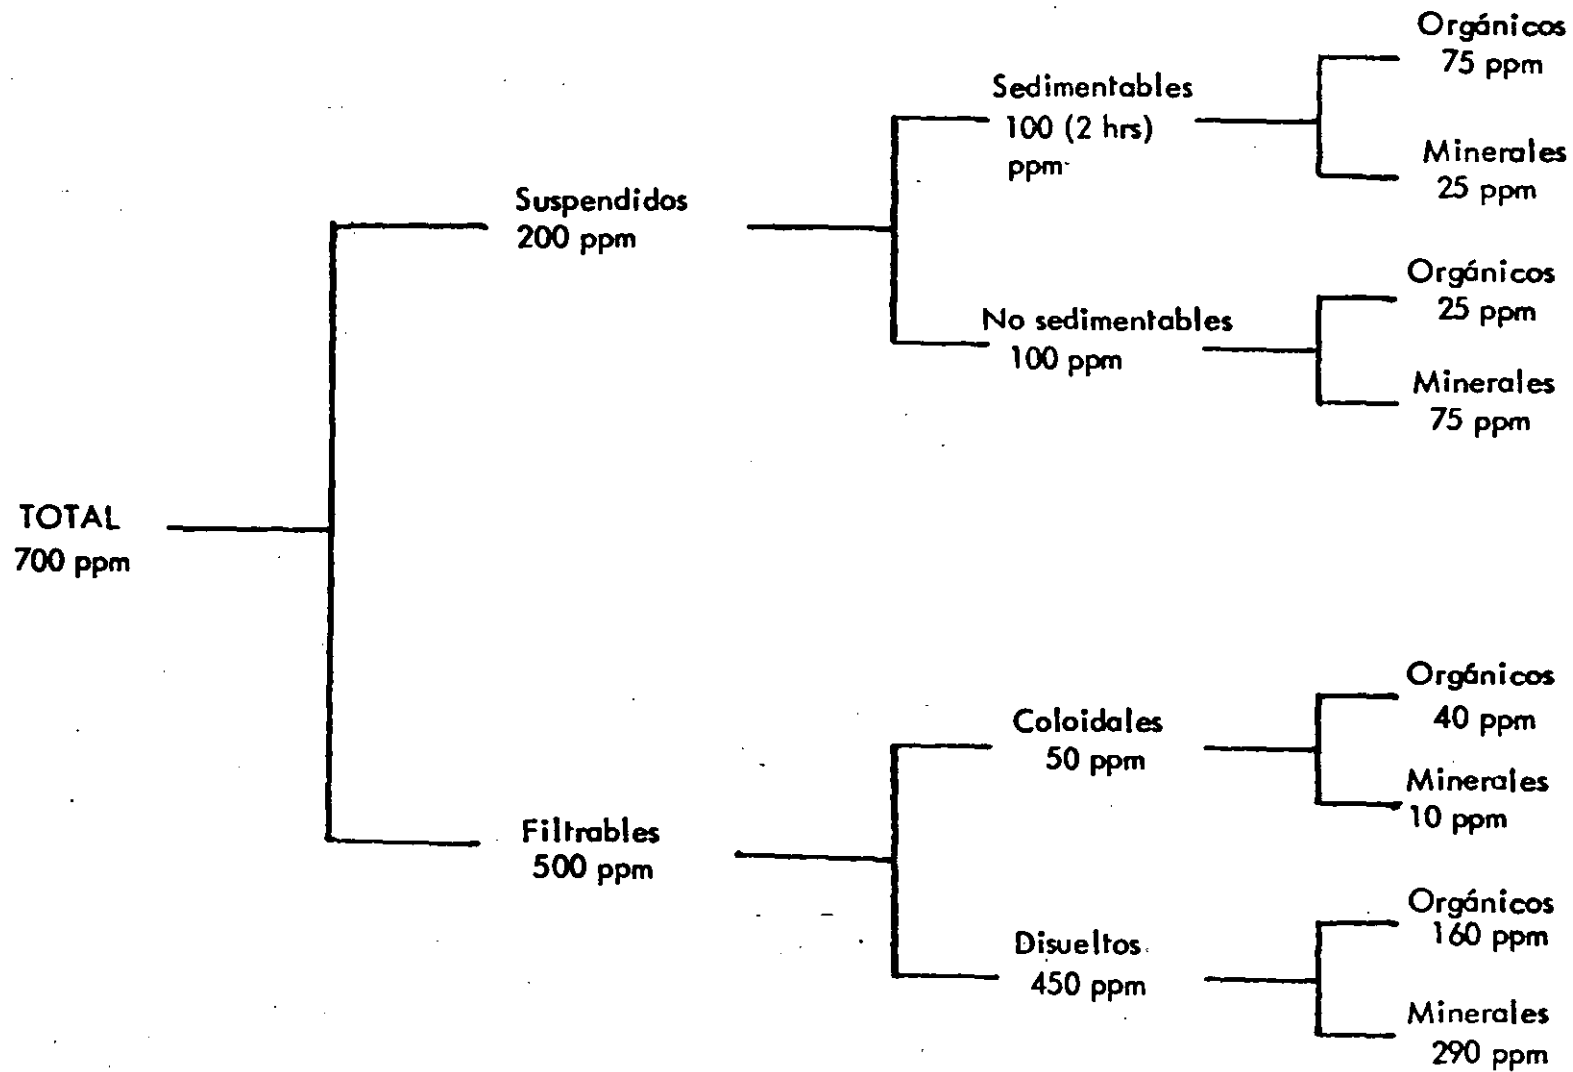 TOTAL
700 ppm
Suspendidos
200 ppm
Sedimentables
100 (2 hrs)
ppm
Orgánicos
75 ppm
Minerales
25 ppm
No sedimentables
100 ppm
Orgánicos
25 ppm
Minerales
75 ppm
Filtrables
500 ppm
Coloidales
50 ppm
Orgánicos
40 ppm
Minerales
10 ppm
Disueltos
450 ppm
Orgánicos
160 ppm
Minerales
290 ppm